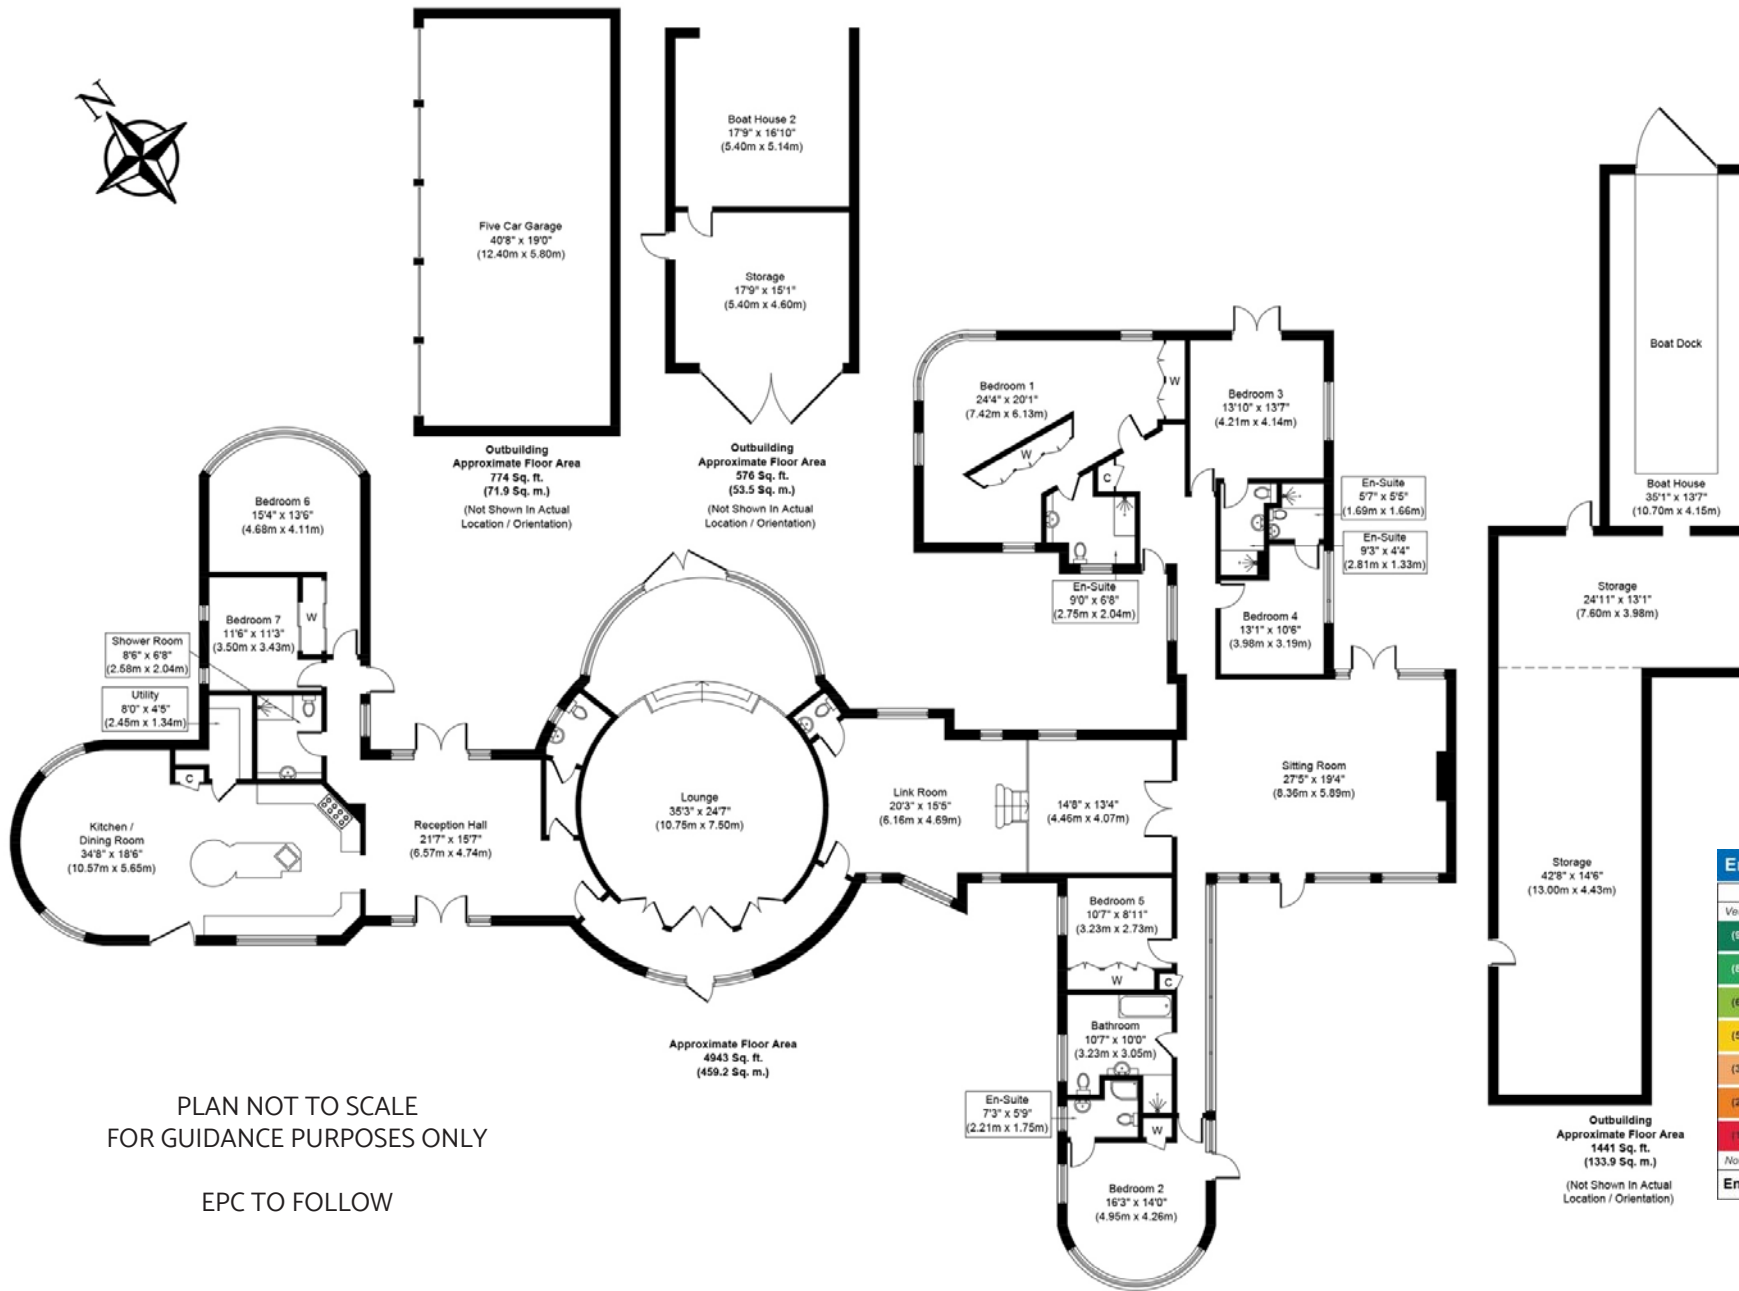 N
Five Car Garage
40'8" x 19'0"
(12.40m x 5.80m)
Outbuilding
Approximate Floor Area
774 Sq. ft.
(71.9 Sq. m.)
(Not Shown In Actual
Location / Orientation)
Boat House 2
17'9" x 16'10"
(5.40m x 5.14m)
Storage
17'9" x 15'1"
(5.40m x 4.60m)
Outbuilding
Approximate Floor Area
576 Sq. ft.
(53.5 Sq. m.)
(Not Shown In Actual
Location / Orientation)
Bedroom 1
24'4" x 20'1"
(7.42m x 6.13m)
W
W
C
Bedroom 3
13'10" x 13'7"
(4.21m x 4.14m)
En-Suite
5'7" x 5'5"
(1.69m x 1.66m)
En-Suite
9'3" x 4'4"
(2.81m x 1.33m)
En-Suite
9'0" x 6'8"
(2.75m x 2.04m)
Bedroom 4
13'1" x 10'6"
(3.98m x 3.19m)
Boat Dock
Boat House
35'1" x 13'7"
(10.70m x 4.15m)
Storage
24'11" x 13'1"
(7.60m x 3.98m)
Storage
42'8" x 14'6"
(13.00m x 4.43m)
Outbuilding
Approximate Floor Area
1441 Sq. ft.
(133.9 Sq. m.)
(Not Shown In Actual
Location / Orientation)
Bedroom 6
15'4" x 13'6"
(4.68m x 4.11m)
Bedroom 7
11'6" x 11'3"
(3.50m x 3.43m)
W
Shower Room
8'6" x 6'8"
(2.58m x 2.04m)
Utility
8'0" x 4'5"
(2.45m x 1.34m)
C
Kitchen /
Dining Room
34'8" x 18'6"
(10.57m x 5.65m)
Reception Hall
21'7" x 15'7"
(6.57m x 4.74m)
Lounge
35'3" x 24'7"
(10.75m x 7.50m)
Link Room
20'3" x 15'5"
(6.16m x 4.69m)
14'8" x 13'4"
(4.46m x 4.07m)
Sitting Room
27'5" x 19'4"
(8.36m x 5.89m)
Bedroom 5
10'7" x 8'11"
(3.23m x 2.73m)
W
C
Bathroom
10'7" x 10'0"
(3.23m x 3.05m)
En-Suite
7'3" x 5'9"
(2.21m x 1.75m)
W
Bedroom 2
16'3" x 14'0"
(4.95m x 4.26m)
Approximate Floor Area
4943 Sq. ft.
(459.2 Sq. m.)
PLAN NOT TO SCALE
FOR GUIDANCE PURPOSES ONLY
EPC TO FOLLOW